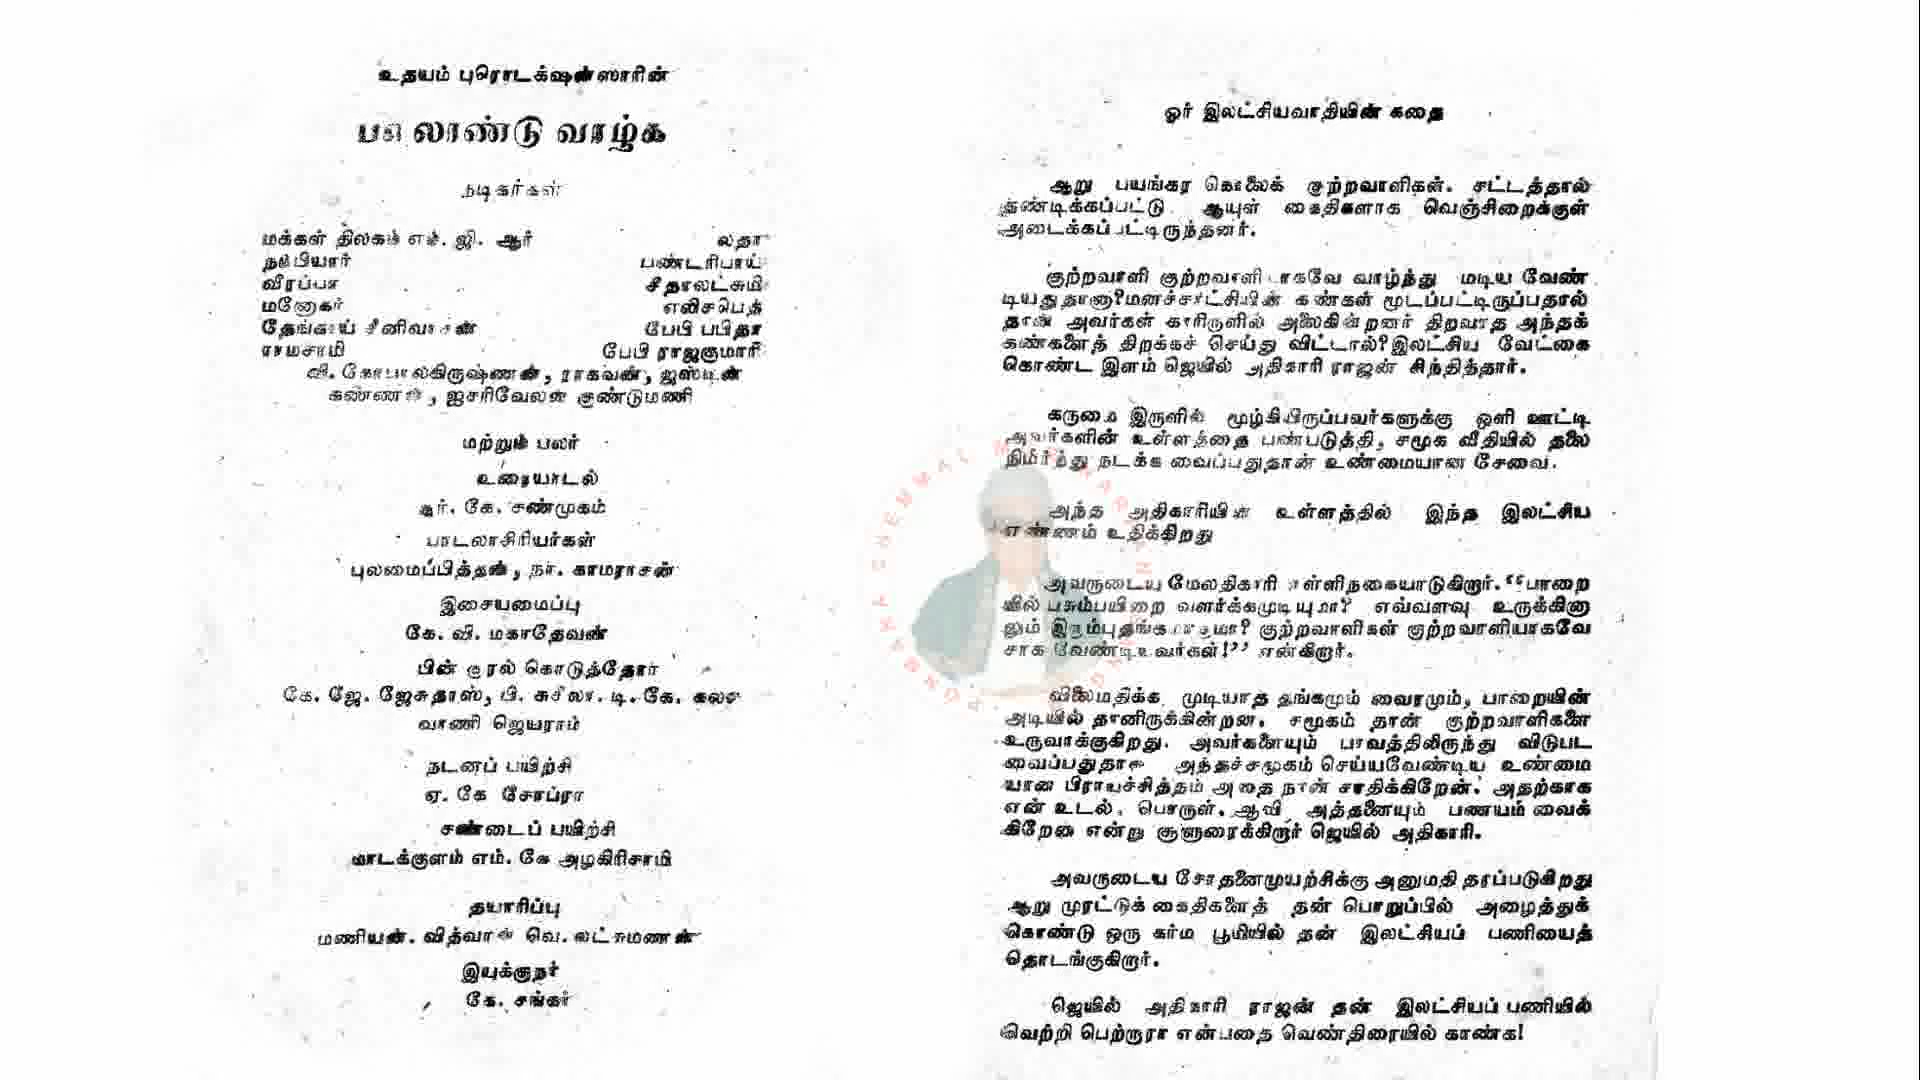 உதயம் புரொடக்ஷன்ஸாரின்
பல்லாண்டு வாழ்க
நடிகர்கள்
மக்கள் திலகம் எம். ஜி. ஆர் லதா
நம்பியார் பண்டரிபாய்
வீரப்பா சீதாலட்சுமி
மனோகர் எலிசபெத்
தேங்காய் சீனிவாசன் பேபி பபிதா
ராமசாமி பேபி ராஜகுமாரி
வி. கோபால்கிருஷ்ணன், ராகவன், ஜஸ்டின்
கண்ணன், ஐசரிவேலன் குண்டுமணி
மற்றும் பலர்
உரையாடல்
ஆர். கே. சண்முகம்
பாடலாசிரியர்கள்
புலமைப்பித்தன், நா. காமராசன்
இசையமைப்பு
கே. வி. மகாதேவன்
பின் குரல் கொடுத்தோர்
கே. ஜே. ஜேசுதாஸ், பி. சுசீலா. டி. கே. கலா
வாணி ஜெயராம்
நடனப் பயிற்சி
ஏ. கே சோப்ரா
சண்டைப் பயிற்சி
மாடக்குளம் எம். கே அழகிரிசாமி
தயாரிப்பு
மணியன். வித்வான் வெ. லட்சுமணன்
இயக்குநர்
கே. சங்கர்
ஓர் இலட்சியவாதியின் கதை
ஆறு பயங்கர கொலைக் குற்றவாளிகள். சட்டத்தால்
தண்டிக்கப்பட்டு ஆயுள் கைதிகளாக வெஞ்சிறைக்குள்
அடைக்கப்பட்டிருந்தனர்.
குற்றவாளி குற்றவாளியாகவே வாழ்ந்து மடிய வேண்
டியதுதானா? மனச்சாட்சியின் கண்கள் மூடப்பட்டிருப்பதால்
தான் அவர்கள் காரிருளில் அலைகின்றனர் திறவாத அந்தக்
கண்களைத் திறக்கச் செய்து விட்டால்? இலட்சிய வேட்கை
கொண்ட இளம் ஜெயில் அதிகாரி ராஜன் சிந்தித்தார்.
கருமை இருளில் மூழ்கியிருப்பவர்களுக்கு ஒளி ஊட்டி
அவர்களின் உள்ளத்தை பண்படுத்தி, சமூக வீதியில் தலை
நிமிர்ந்து நடக்க வைப்பதுதான் உண்மையான சேவை.
அந்த அதிகாரியின் உள்ளத்தில் இந்த இலட்சிய
எண்ணம் உதிக்கிறது
அவருடைய மேலதிகாரி எள்ளிநகையாடுகிறார். "பாறை
யில் பசும்பயிறை வளர்க்கமுடியுமா? எவ்வளவு உருக்கினா
லும் இரும்புதங்கமாகுமா? குற்றவாளிகள் குற்றவாளியாகவே
சாக வேண்டியவர்கள்!" என்கிறார்.
விலைமதிக்க முடியாத தங்கமும் வைரமும், பாறையின்
அடியில் தானிருக்கின்றன. சமூகம் தான் குற்றவாளிகளை
உருவாக்குகிறது. அவர்களையும் பாவத்திலிருந்து விடுபட
வைப்பதுதான் அந்தச்சமூகம் செய்யவேண்டிய உண்மை
யான பிராயச்சித்தம் அதை நான் சாதிக்கிறேன். அதற்காக
என் உடல், பொருள். ஆவி அத்தனையும் பணயம் வைக்
கிறேன் என்று சூளுரைக்கிறார் ஜெயில் அதிகாரி.
அவருடைய சோதனைமுயற்சிக்கு அனுமதி தரப்படுகிறது
ஆறு முரட்டுக் கைதிகளைத் தன் பொறுப்பில் அழைத்துக்
கொண்டு ஒரு கர்ம பூமியில் தன் இலட்சியப் பணியைத்
தொடங்குகிறார்.
ஜெயில் அதிகாரி ராஜன் தன் இலட்சியப் பணியில்
வெற்றி பெற்றாரா என்பதை வெண்திரையில் காண்க!